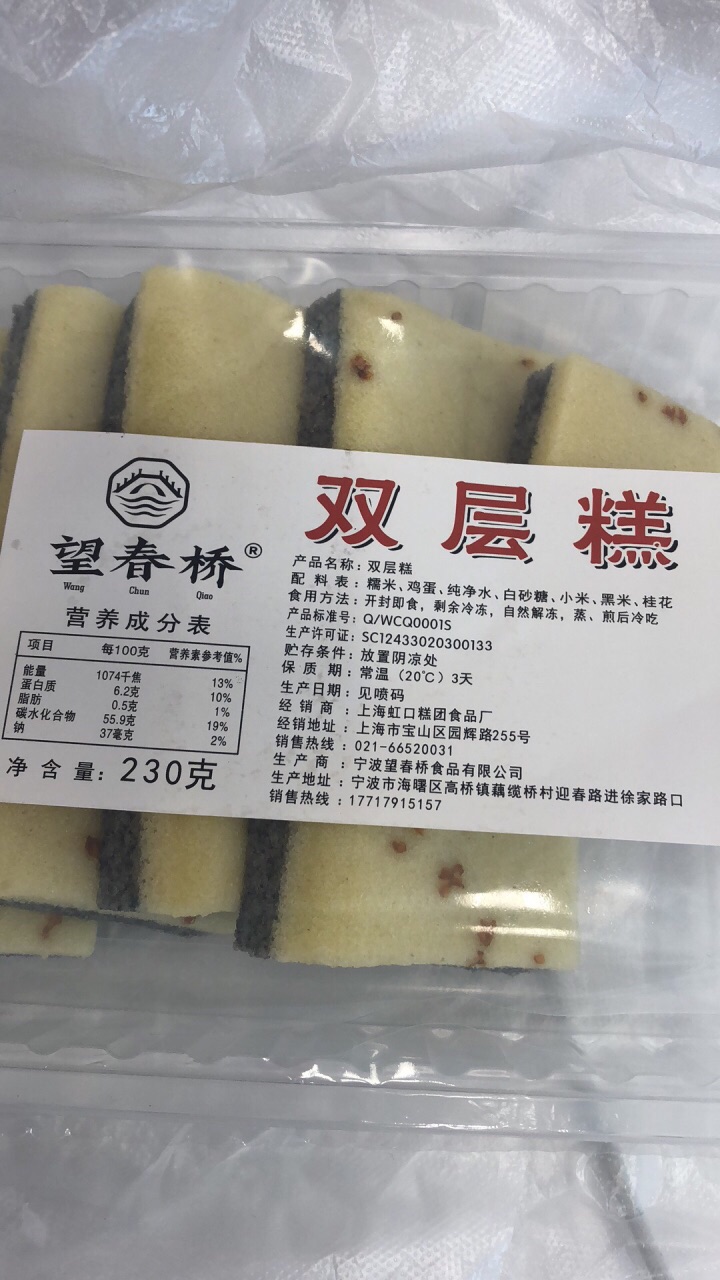 双层糕
望春桥®
Wang Chun Qiao
营养成分表
项目 每100克 营养素参考值%
能量 1074千焦 13%
蛋白质 6.2克 10%
脂肪 0.5克 1%
碳水化合物 55.9克 19%
钠 37毫克 2%
净含量：230克
产品名称：双层糕
配料表：糯米、鸡蛋、纯净水、白砂糖、小米、黑米、桂花
食用方法：开封即食，剩余冷冻，自然解冻，蒸、煎后冷吃
产品标准号：Q/WCQ0001S
生产许可证：SC12433020300133
贮存条件：放置阴凉处
保质期：常温（20℃）3天
生产日期：见喷码
经销商：上海虹口糕团食品厂
经销地址：上海市宝山区园辉路255号
销售热线：021-66520031
生产商：宁波望春桥食品有限公司
生产地址：宁波市海曙区高桥镇藕缆桥村迎春路进徐家路口
销售热线：17717915157